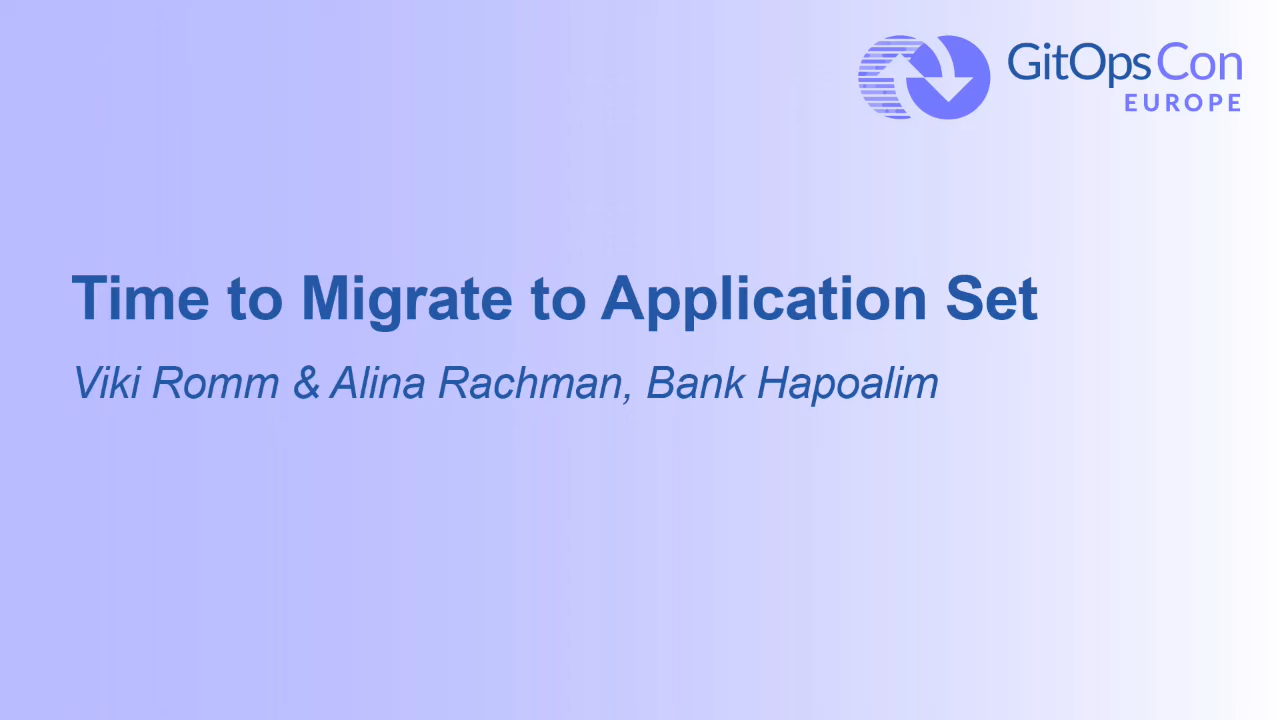 GitOpsCon
EUROPE
Time to Migrate to Application Set
Viki Romm & Alina Rachman, Bank Hapoalim